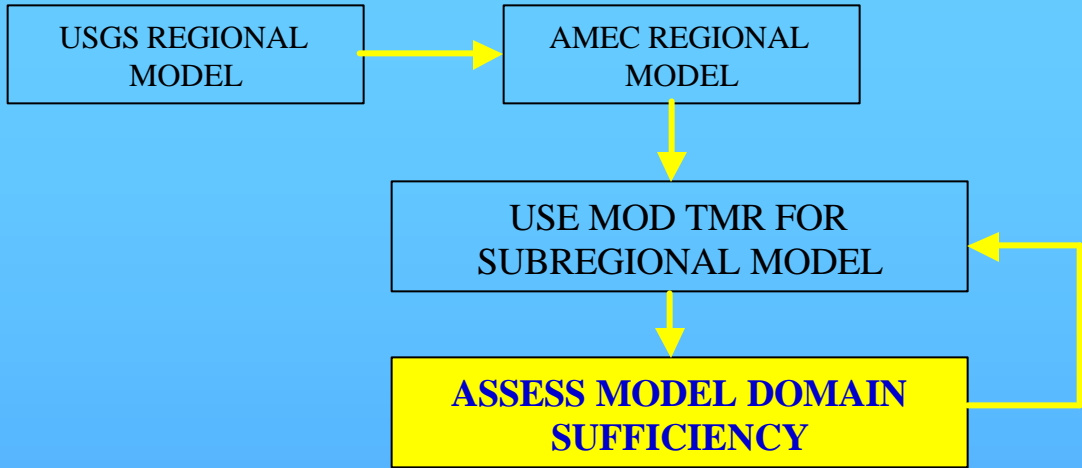 USGS REGIONAL
MODEL
AMEC REGIONAL
MODEL
USE MOD TMR FOR
SUBREGIONAL MODEL
ASSESS MODEL DOMAIN
SUFFICIENCY